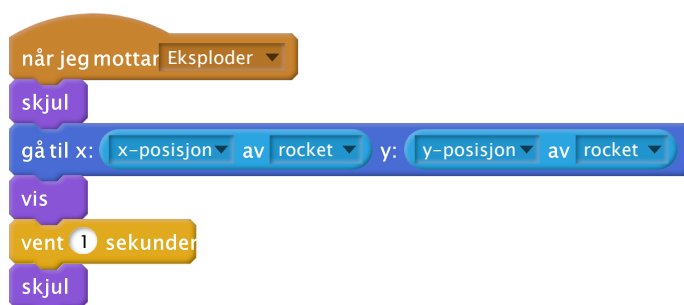 når jeg mottar Eksploder
skjul
gå til x: x-posisjon av rocket y: y-posisjon av rocket
vis
vent 1 sekunder
skjul